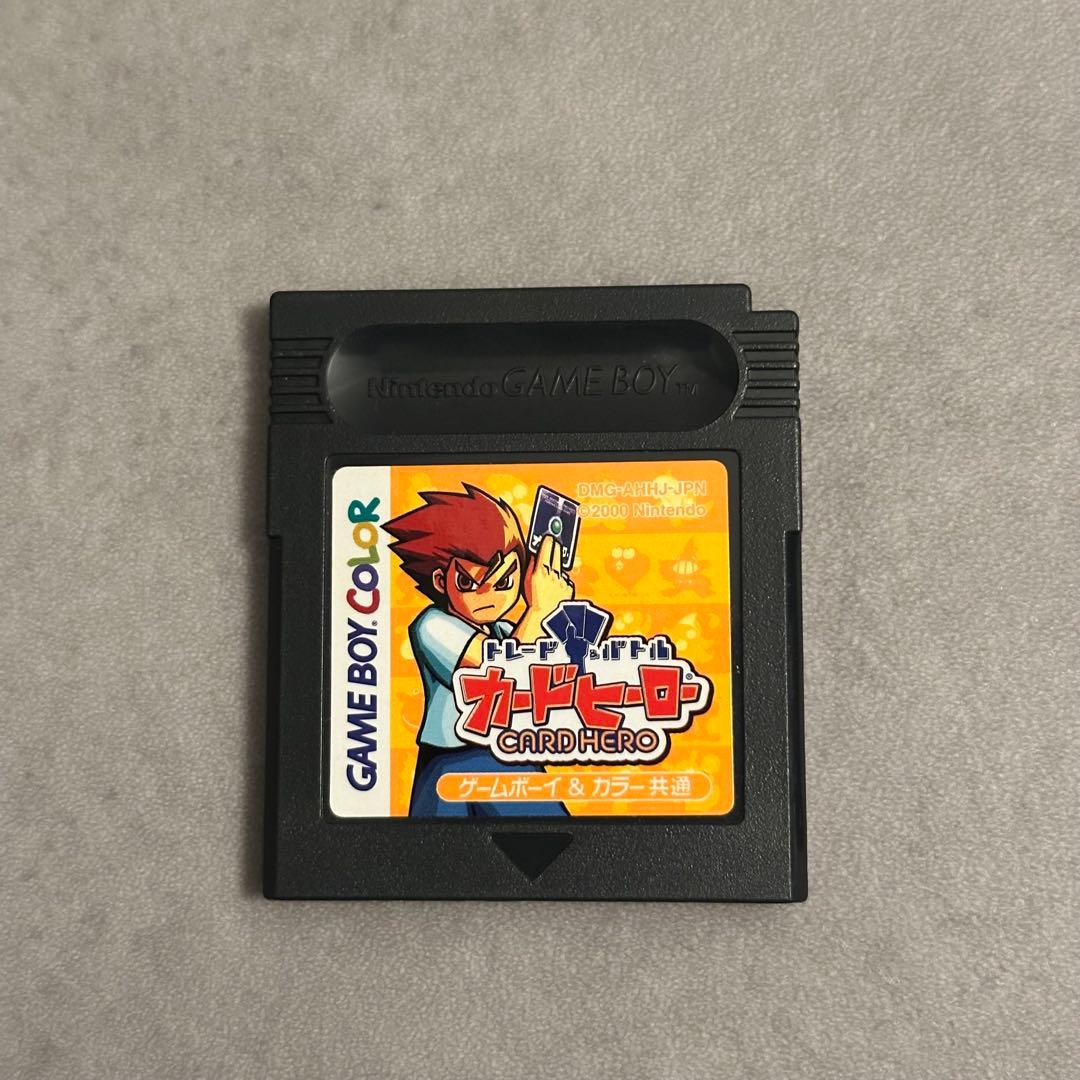 Nintendo GAME BOY™
GAME BOY® COLOR
DMG-AHHJ-JPN
©2000 Nintendo
トレード&バトル
カードヒーロー®
CARD HERO
ゲームボーイ & カラー 共通